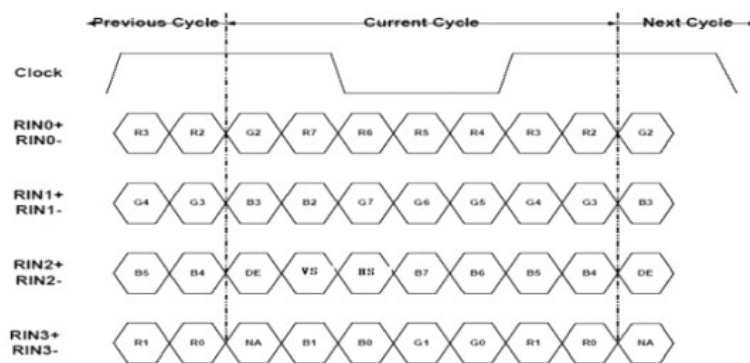 Previous Cycle Current Cycle Next Cycle
Clock
RIN0+
RIN0-
R3 R2 G2 R7 R6 R5 R4 R3 R2 G2
RIN1+
RIN1-
G4 G3 B3 B2 G7 G6 G5 G4 G3 B3
RIN2+
RIN2-
B5 B4 DE VS HS B7 B6 B5 B4 DE
RIN3+
RIN3-
R1 R0 NA B1 B0 G1 G0 R1 R0 NA